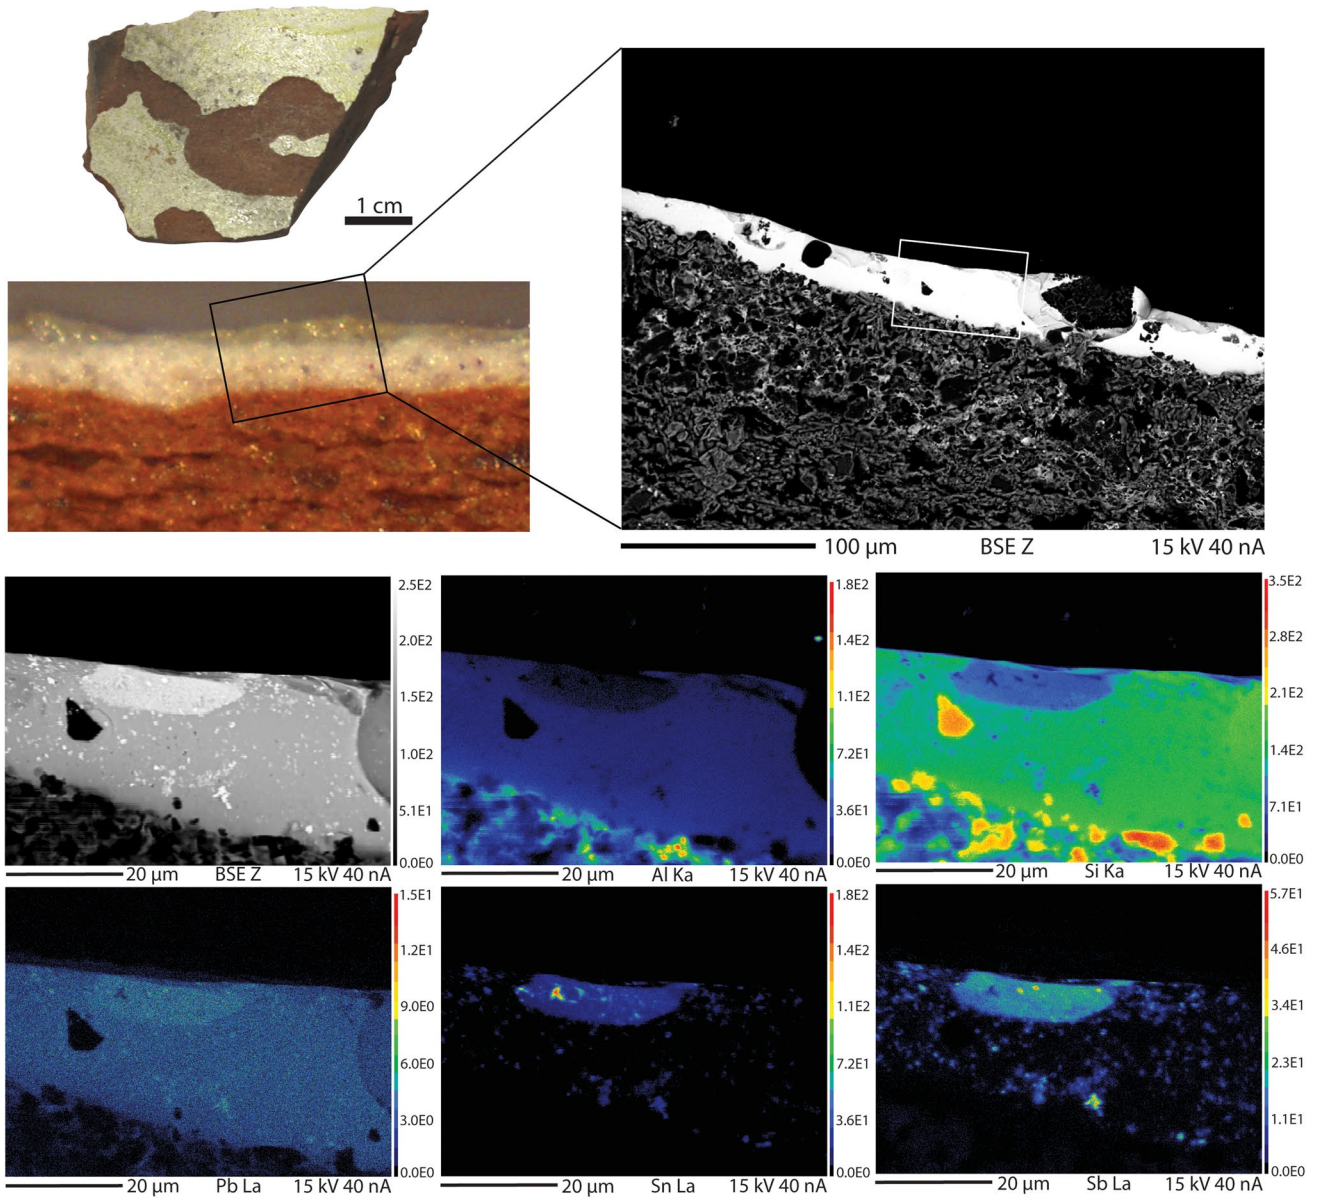 1 cm
100 µm BSE Z 15 kV 40 nA
2.5E2
2.0E2
1.5E2
1.0E2
5.1E1
0.0E0
20 µm BSE Z 15 kV 40 nA
1.8E2
1.4E2
1.1E2
7.2E1
3.6E1
0.0E0
20 µm Al Ka 15 kV 40 nA
3.5E2
2.8E2
2.1E2
1.4E2
7.1E1
0.0E0
20 µm Si Ka 15 kV 40 nA
1.5E1
1.2E1
9.0E0
6.0E0
3.0E0
0.0E0
20 µm Pb La 15 kV 40 nA
1.8E2
1.4E2
1.1E2
7.2E1
3.6E1
0.0E0
20 µm Sn La 15 kV 40 nA
5.7E1
4.6E1
3.4E1
2.3E1
1.1E1
0.0E0
20 µm Sb La 15 kV 40 nA